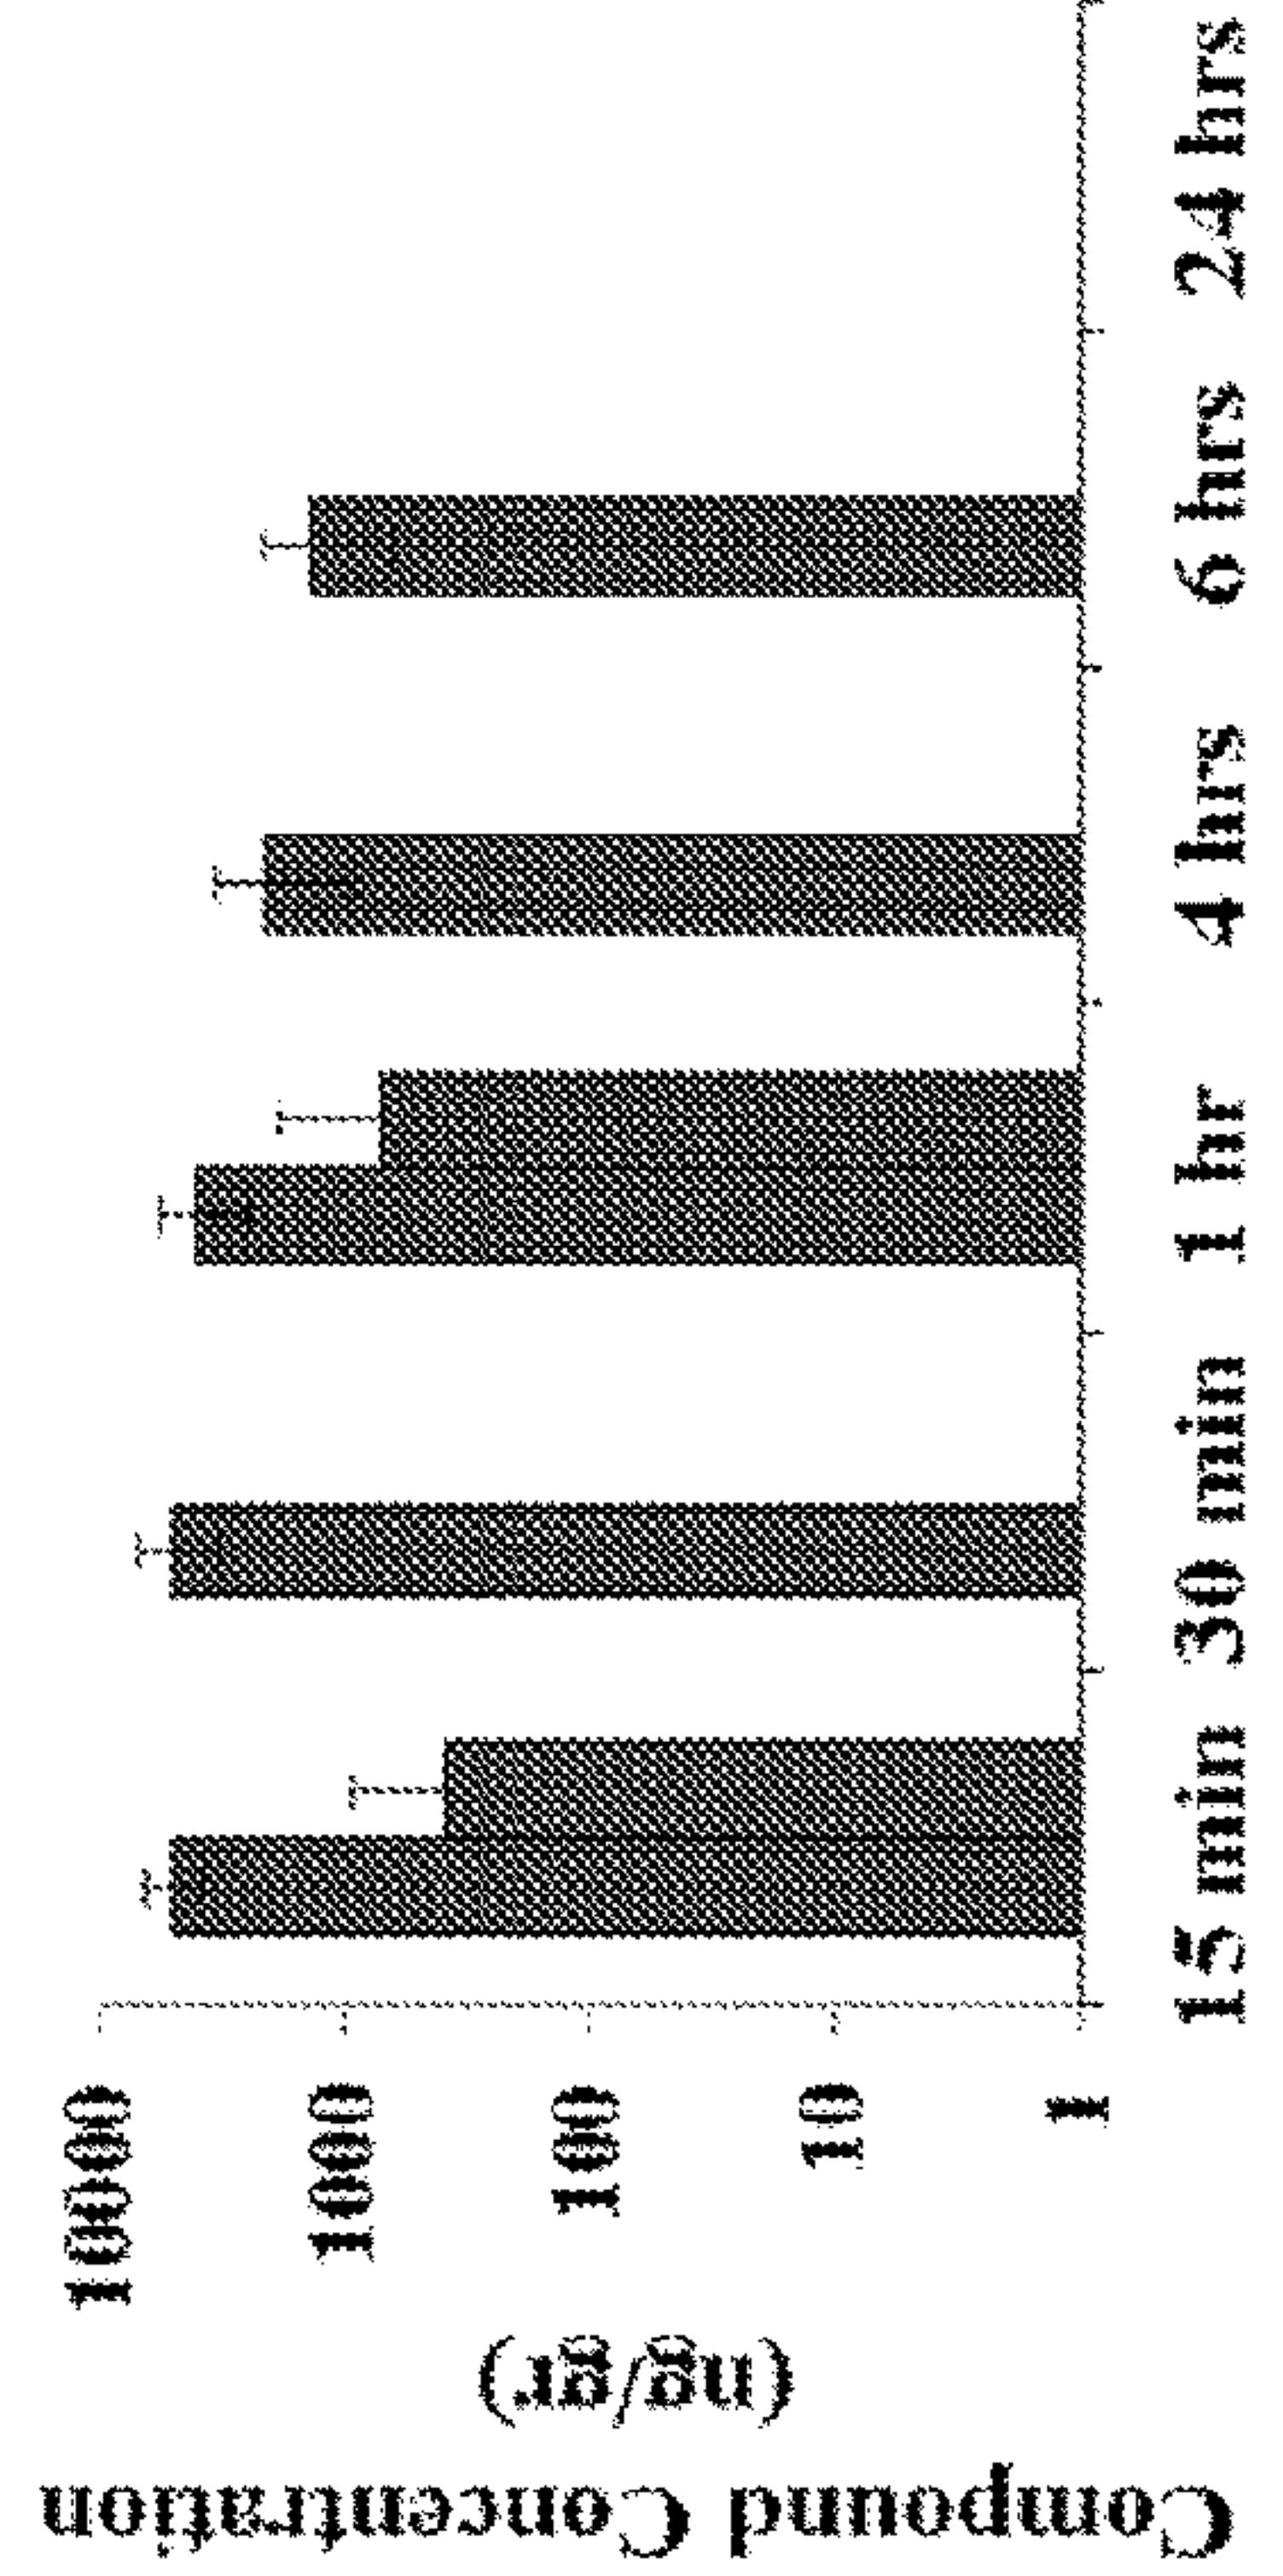 Compound Concentration
(ng/gr)
10000
1000
100
10
1
15 min 30 min 1 hr 4 hrs 6 hrs 24 hrs